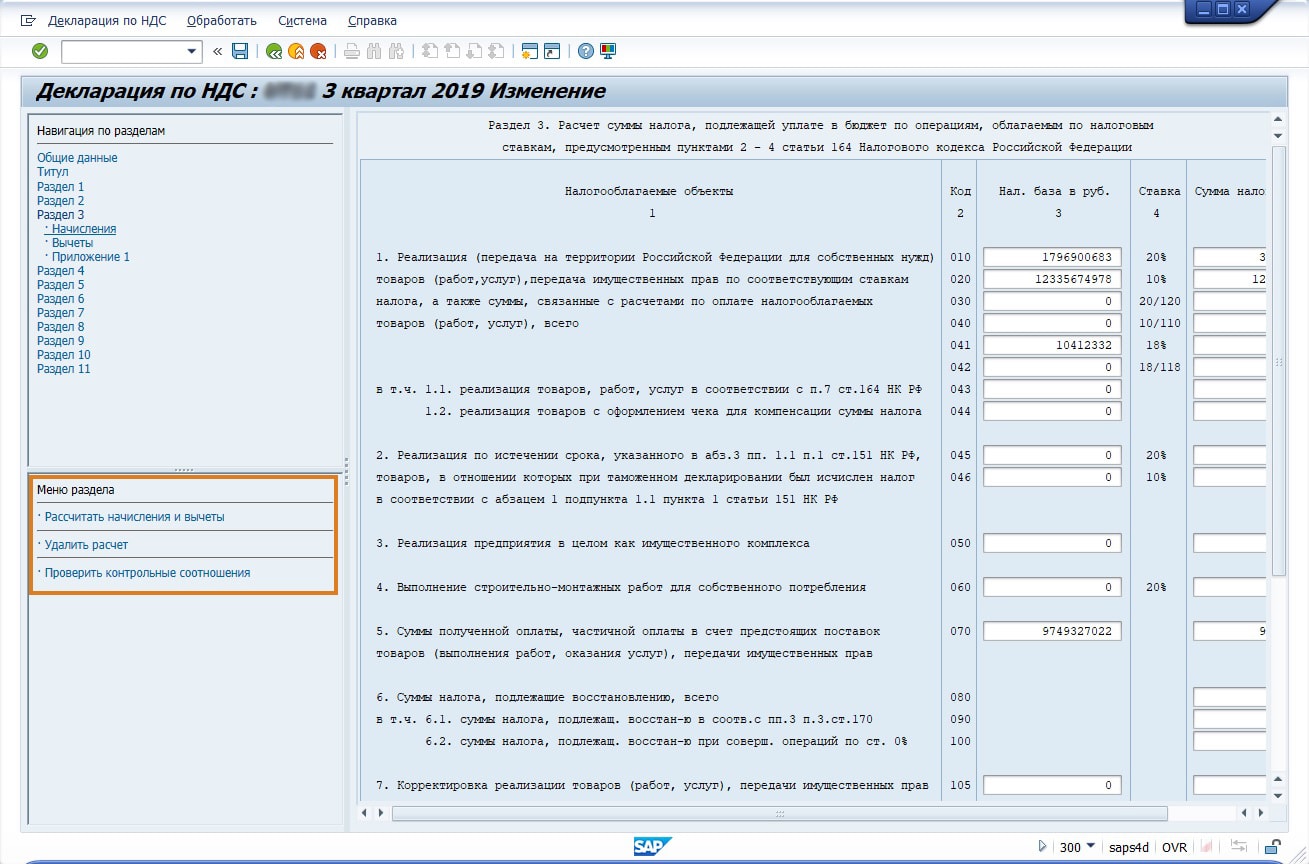 Декларация по НДС Обработать Система Справка
«
Декларация по НДС : 3 квартал 2019 Изменение
Навигация по разделам
Общие данные
Титул
Раздел 1
Раздел 2
Раздел 3
· Начисления
· Вычеты
· Приложение 1
Раздел 4
Раздел 5
Раздел 6
Раздел 7
Раздел 8
Раздел 9
Раздел 10
Раздел 11
Меню раздела
· Рассчитать начисления и вычеты
· Удалить расчет
· Проверить контрольные соотношения
Раздел 3. Расчет суммы налога, подлежащей уплате в бюджет по операциям, облагаемым по налоговым
ставкам, предусмотренным пунктами 2 - 4 статьи 164 Налогового кодекса Российской Федерации
Налогооблагаемые объекты Код Нал. база в руб. Ставка Сумма нало
1 2 3 4
1. Реализация (передача на территории Российской Федерации для собственных нужд) 010 1796900683 20% 3
товаров (работ,услуг),передача имущественных прав по соответствующим ставкам 020 12335674978 10% 12
налога, а также суммы, связанные с расчетами по оплате налогооблагаемых 030 0 20/120
товаров (работ, услуг), всего 040 0 10/110
041 10412332 18%
042 0 18/118
в т.ч. 1.1. реализация товаров, работ, услуг в соответствии с п.7 ст.164 НК РФ 043 0
1.2. реализация товаров с оформлением чека для компенсации суммы налога 044 0
2. Реализация по истечении срока, указанного в абз.3 пп. 1.1 п.1 ст.151 НК РФ, 045 0 20%
товаров, в отношении которых при таможенном декларировании был исчислен налог 046 0 10%
в соответствии с абзацем 1 подпункта 1.1 пункта 1 статьи 151 НК РФ
3. Реализация предприятия в целом как имущественного комплекса 050 0
4. Выполнение строительно-монтажных работ для собственного потребления 060 0 20%
5. Суммы полученной оплаты, частичной оплаты в счет предстоящих поставок 070 9749327022 9
товаров (выполнения работ, оказания услуг), передачи имущественных прав
6. Суммы налога, подлежащие восстановлению, всего 080
в т.ч. 6.1. суммы налога, подлежащ. восстан-ю в соотв.с пп.3 п.3.ст.170 090
6.2. суммы налога, подлежащ. восстан-ю при соверш. операций по ст. 0% 100
7. Корректировка реализации товаров (работ, услуг), передачи имущественных прав 105 0
SAP 300 saps4d OVR